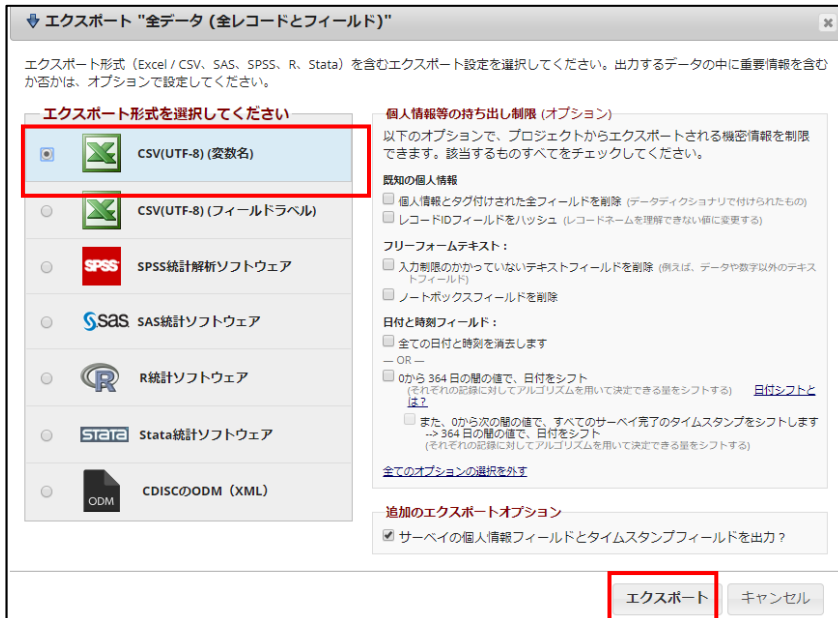 エクスポート "全データ (全レコードとフィールド)"
エクスポート形式（Excel / CSV、SAS、SPSS、R、Stata）を含むエクスポート設定を選択してください。出力するデータの中に重要情報を含む
か否かは、オプションで設定してください。
エクスポート形式を選択してください
CSV(UTF-8) (変数名)
CSV(UTF-8) (フィールドラベル)
SPSS
SPSS統計解析ソフトウェア
sas
SAS統計ソフトウェア
R
R統計ソフトウェア
STATA
Stata統計ソフトウェア
ODM
CDISCのODM（XML）
個人情報等の持ち出し制限 (オプション)
以下のオプションで、プロジェクトからエクスポートされる機密情報を制限
できます。該当するものすべてをチェックしてください。
既知の個人情報
個人情報とタグ付けされた全フィールドを削除 (データディクショナリで付けられたもの)
レコードIDフィールドをハッシュ (レコードネームを理解できない値に変更する)
フリーフォームテキスト：
入力制限のかかっていないテキストフィールドを削除 (例えば、データや数字以外のテキス
トフィールド)
ノートボックスフィールドを削除
日付と時刻フィールド：
全ての日付と時刻を消去します
— OR —
0から 364 日の間の値で、日付をシフト
(それぞれの記録に対してアルゴリズムを用いて決定できる量をシフトする) 日付シフトと
は？
また、0から次の間の値で、すべてのサーベイ完了のタイムスタンプをシフトします
--> 364 日の間の値で、日付をシフト
(それぞれの記録に対してアルゴリズムを用いて決定できる量をシフトする)
全てのオプションの選択を外す
追加のエクスポートオプション
サーベイの個人情報フィールドとタイムスタンプフィールドを出力？
エクスポート キャンセル